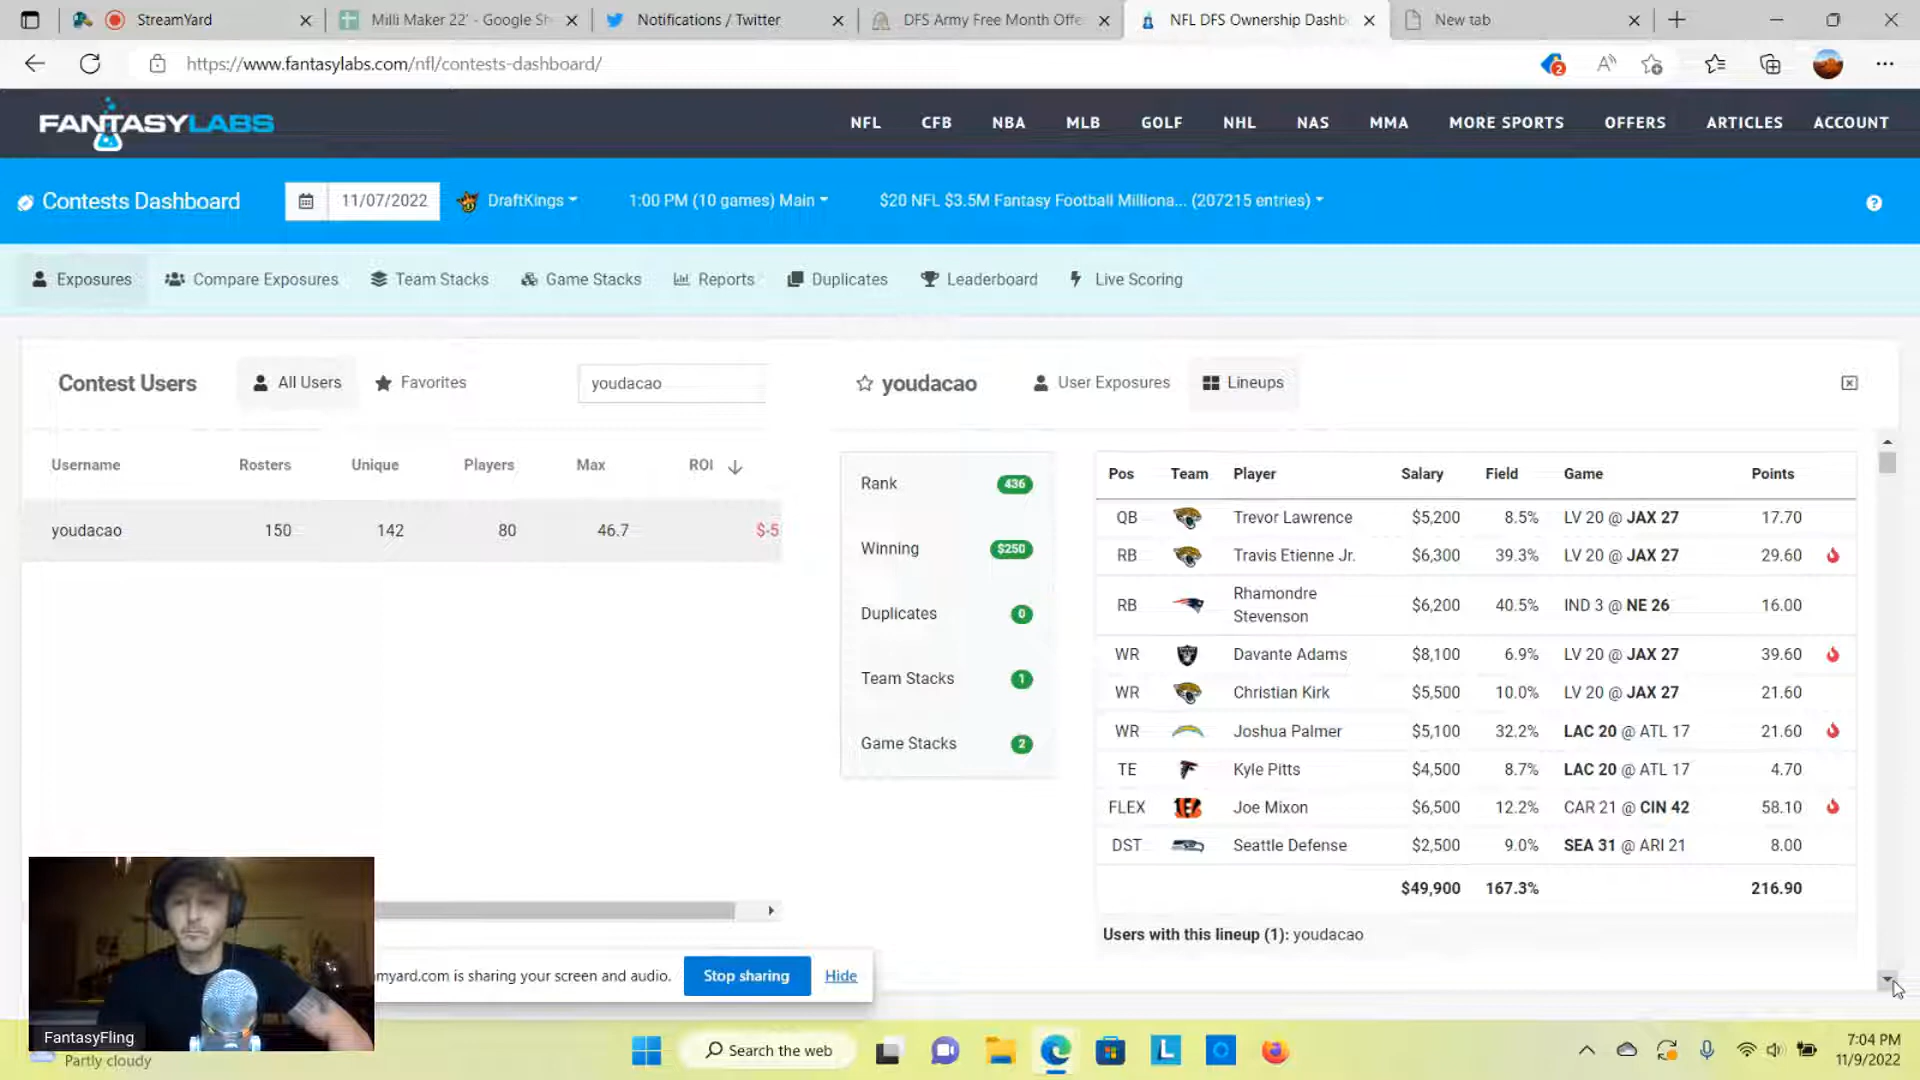 StreamYard
Milli Maker 22' - Google Sh
Notifications / Twitter
DFS Army Free Month Offe
NFL DFS Ownership Dashb
New tab
https://www.fantasylabs.com/nfl/contests-dashboard/
2
FANTASYLABS
NFL CFB NBA MLB GOLF NHL NAS MMA MORE SPORTS OFFERS ARTICLES ACCOUNT
Contests Dashboard
11/07/2022
DraftKings
1:00 PM (10 games) Main
$20 NFL $3.5M Fantasy Football Milliona... (207215 entries)
?
Exposures Compare Exposures Team Stacks Game Stacks Reports Duplicates Leaderboard Live Scoring
Contest Users All Users Favorites youdacao
Username Rosters Unique Players Max ROI
youdacao 150 142 80 46.7 $-5
youdacao User Exposures Lineups
Rank 436
Winning $250
Duplicates 0
Team Stacks 1
Game Stacks 2
Pos Team Player Salary Field Game Points
QB Trevor Lawrence $5,200 8.5% LV 20 @ JAX 27 17.70
RB Travis Etienne Jr. $6,300 39.3% LV 20 @ JAX 27 29.60
RB Rhamondre Stevenson $6,200 40.5% IND 3 @ NE 26 16.00
WR Davante Adams $8,100 6.9% LV 20 @ JAX 27 39.60
WR Christian Kirk $5,500 10.0% LV 20 @ JAX 27 21.60
WR Joshua Palmer $5,100 32.2% LAC 20 @ ATL 17 21.60
TE Kyle Pitts $4,500 8.7% LAC 20 @ ATL 17 4.70
FLEX Joe Mixon $6,500 12.2% CAR 21 @ CIN 42 58.10
DST Seattle Defense $2,500 9.0% SEA 31 @ ARI 21 8.00
$49,900 167.3% 216.90
Users with this lineup (1): youdacao
myard.com is sharing your screen and audio. Stop sharing Hide
FantasyFling
Partly cloudy
Search the web
7:04 PM
11/9/2022